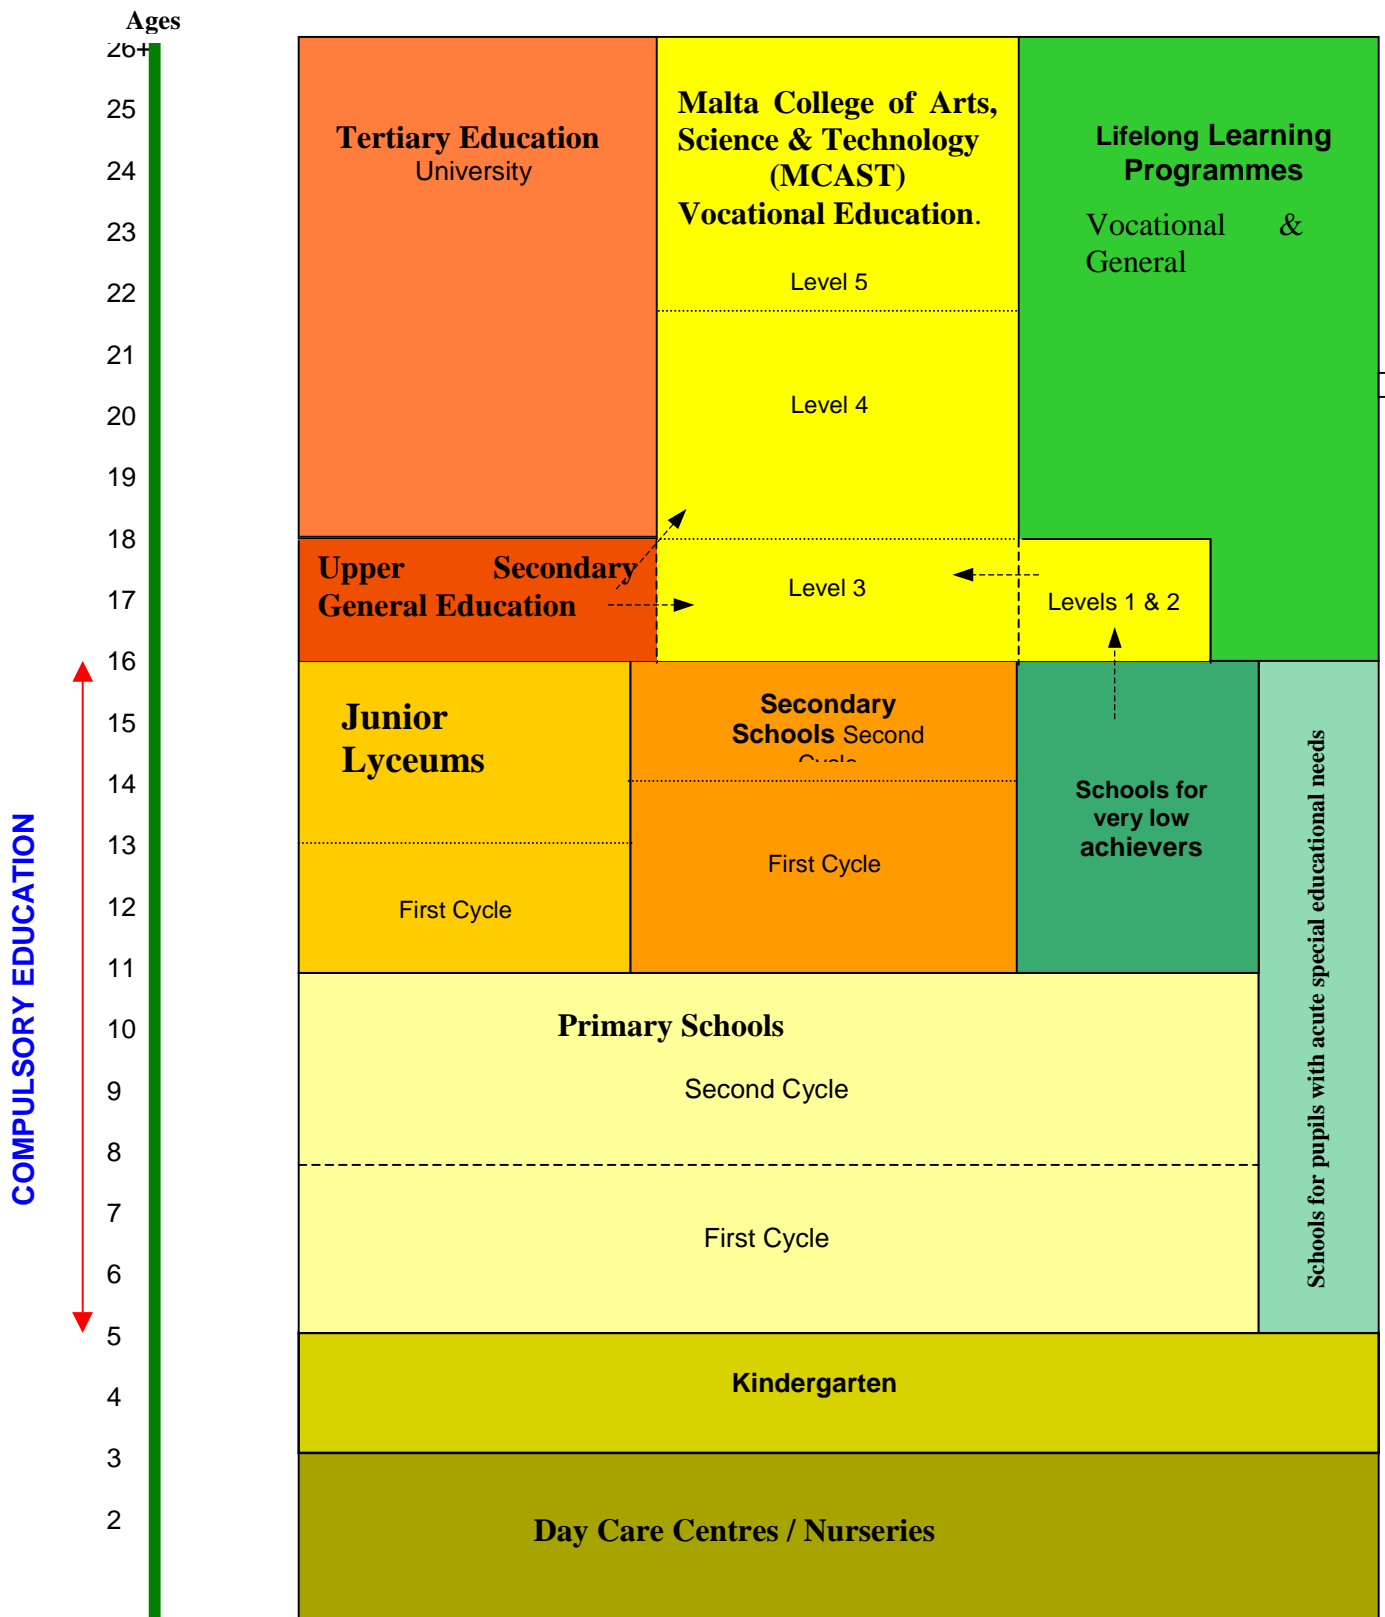 Ages
26+
25
24
23
22
21
20
19
18
17
16
15
14
13
12
11
10
9
8
7
6
5
4
3
2
COMPULSORY EDUCATION
Tertiary Education
University
Malta College of Arts,
Science & Technology
(MCAST)
Vocational Education.
Level 5
Level 4
Level 3
Lifelong Learning
Programmes
Vocational &
General
Upper Secondary
General Education
Levels 1 & 2
Junior
Lyceums
First Cycle
Secondary
Schools Second
Cycle
First Cycle
Schools for
very low
achievers
Schools for pupils with acute special educational needs
Primary Schools
Second Cycle
First Cycle
Kindergarten
Day Care Centres / Nurseries